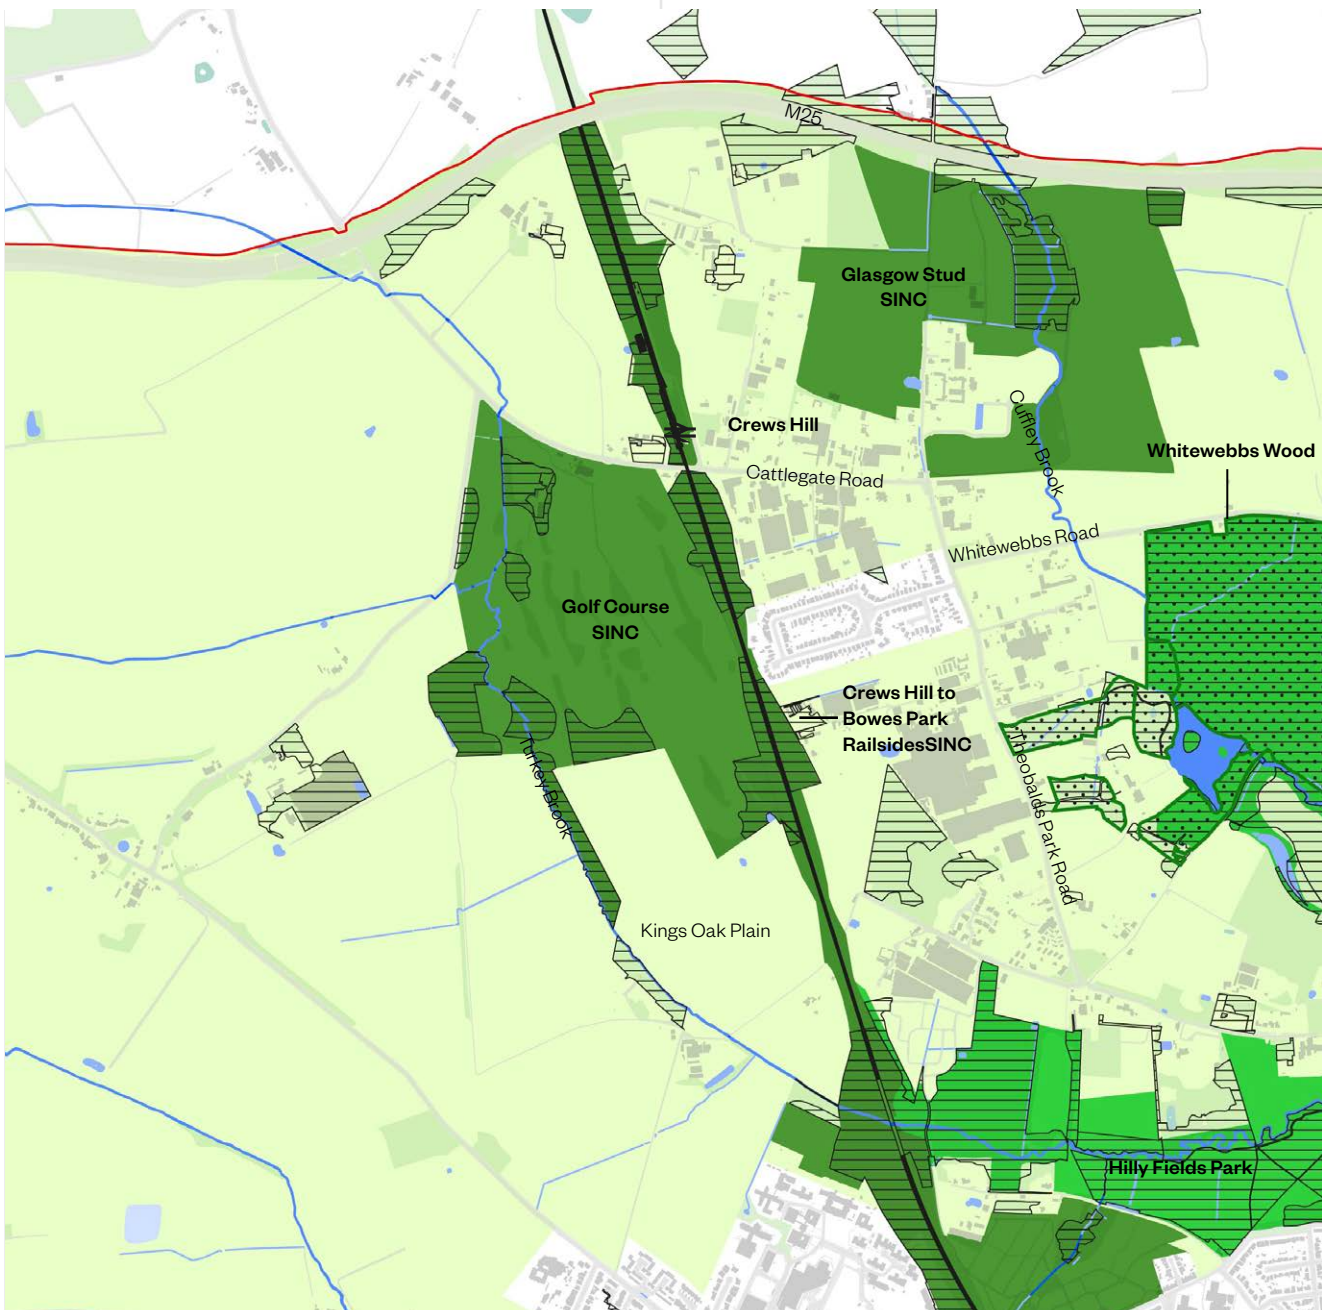 M25
Glasgow Stud
SINC
Cuffley Brook
Crews Hill
Whitewebbs Wood
Cattlegate Road
Whitewebbs Road
Golf Course
SINC
Crews Hill to
Bowes Park
RailsidesSINC
Turkey Brook
Theobalds Park Road
Kings Oak Plain
Hilly Fields Park